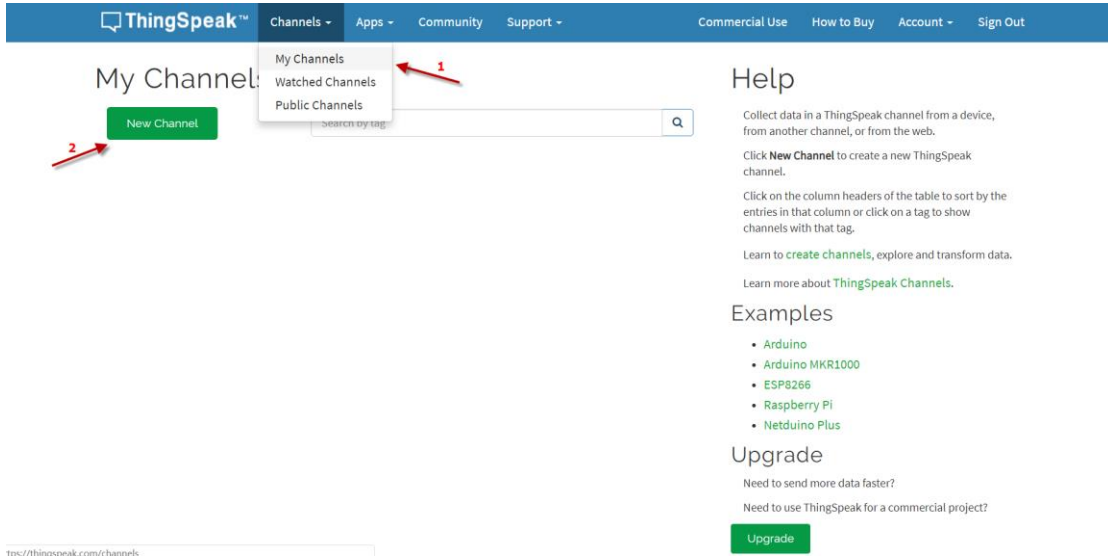 ThingSpeak™ Channels Apps Community Support Commercial Use How to Buy Account Sign Out
My Channels
Watched Channels
Public Channels
1
My Channels
New Channel
Search by tag
2
Help
Collect data in a ThingSpeak channel from a device,
from another channel, or from the web.
Click New Channel to create a new ThingSpeak
channel.
Click on the column headers of the table to sort by the
entries in that column or click on a tag to show
channels with that tag.
Learn to create channels, explore and transform data.
Learn more about ThingSpeak Channels.
Examples
• Arduino
• Arduino MKR1000
• ESP8266
• Raspberry Pi
• Netduino Plus
Upgrade
Need to send more data faster?
Need to use ThingSpeak for a commercial project?
Upgrade
tps://thingspeak.com/channels